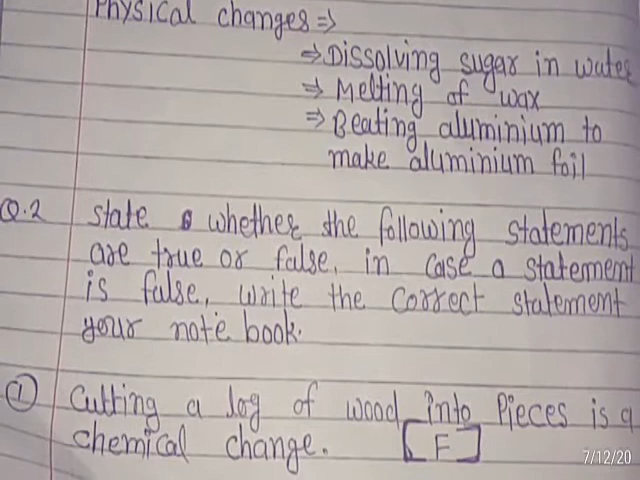 Physical changes ⇒
⇒ Dissolving sugar in water
⇒ Melting of wax
⇒ Beating aluminium to
make aluminium foil
Q.2 State whether the following statements
are true or false. in case a statement
is false, write the correct statement
your note book.
① Cutting a log of wood into Pieces is a
chemical change. [F]
7/12/20